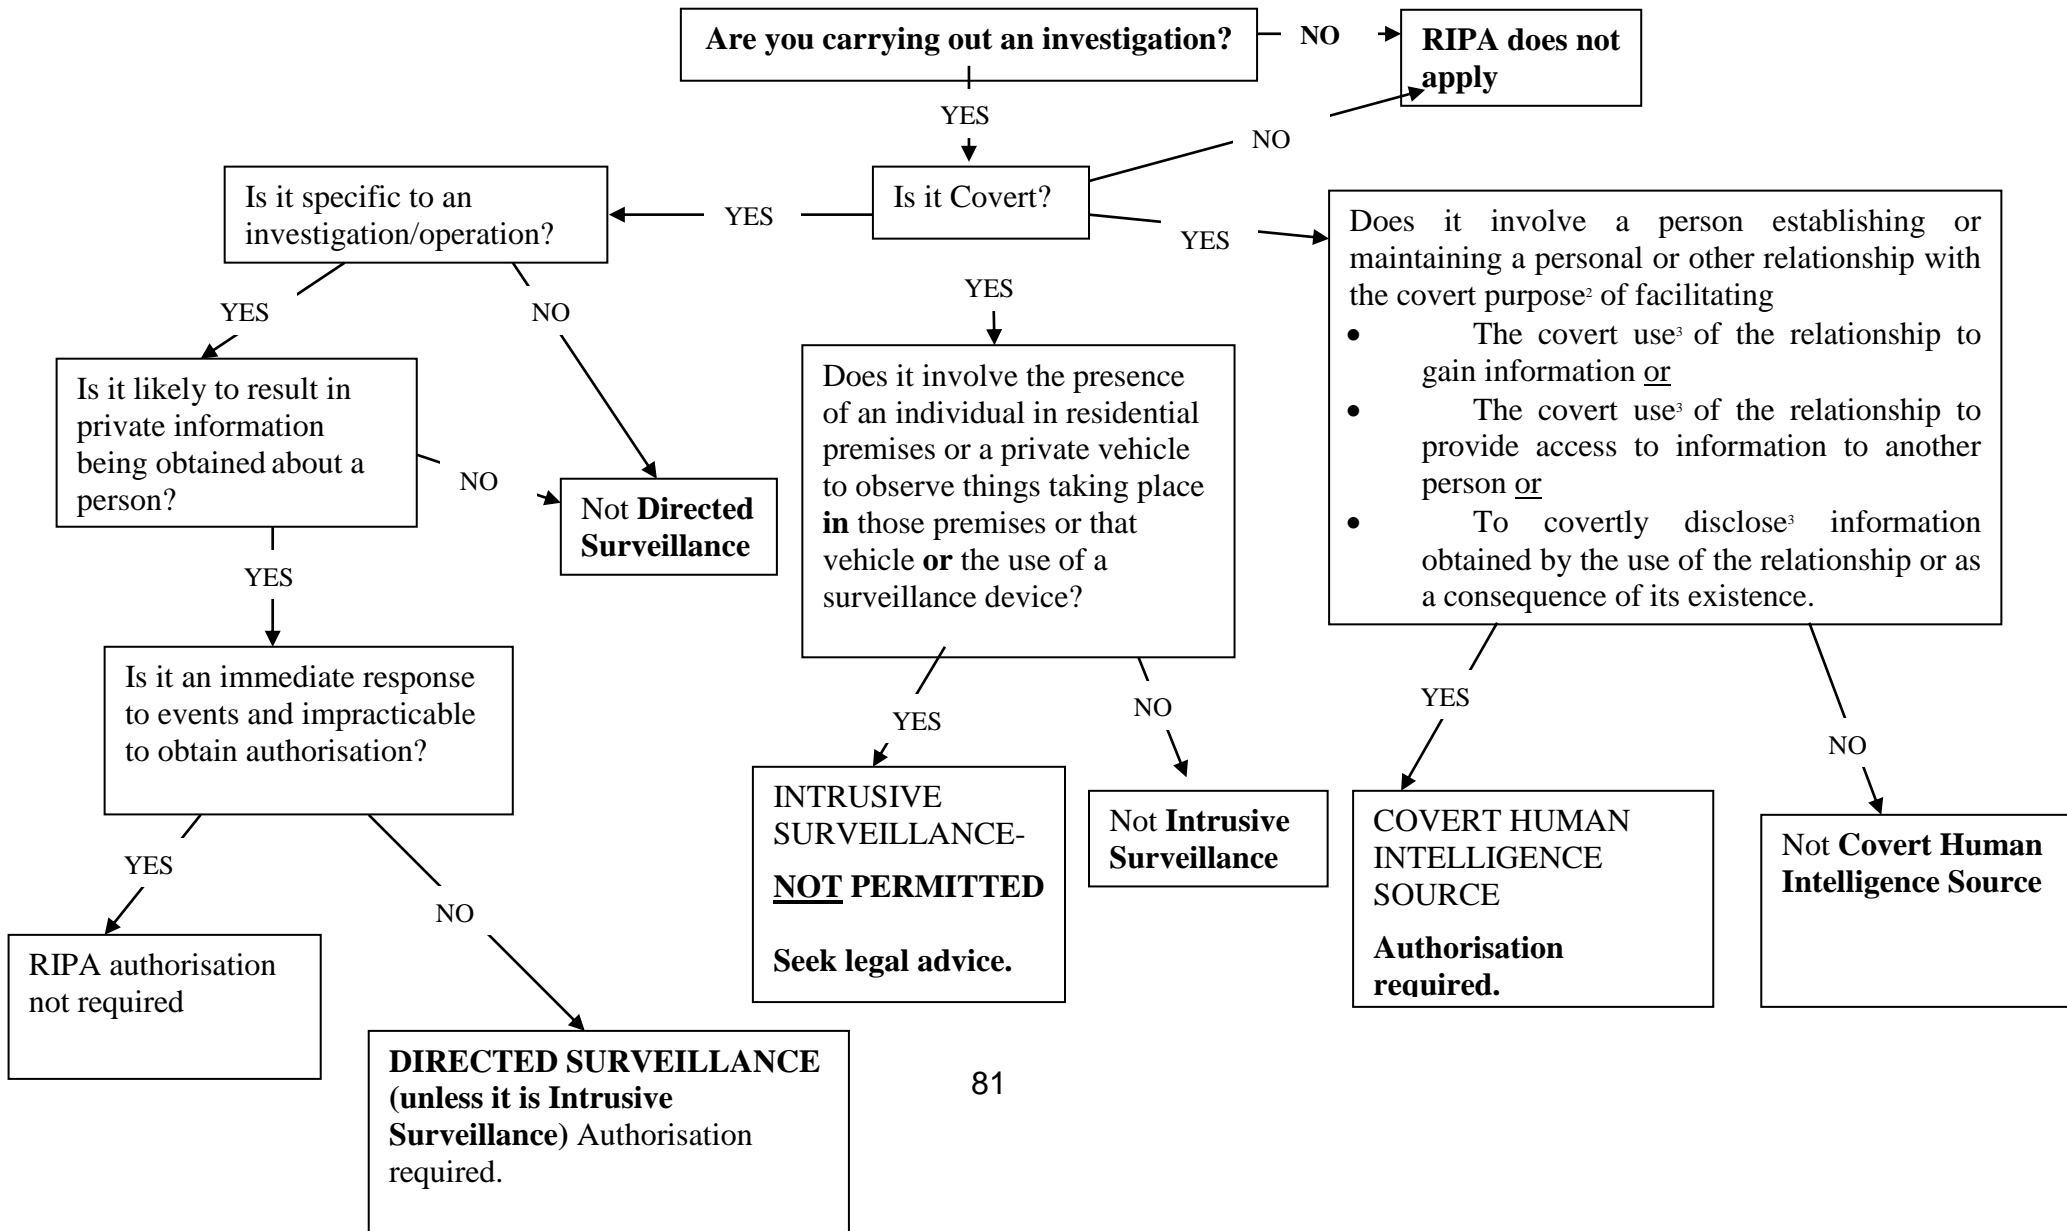 Are you carrying out an investigation?
NO
RIPA does not
apply
YES
NO
Is it specific to an
investigation/operation?
YES
Is it Covert?
YES
Does it involve a person establishing or
maintaining a personal or other relationship with
the covert purpose² of facilitating
• The covert use³ of the relationship to
gain information or
• The covert use³ of the relationship to
provide access to information to another
person or
• To covertly disclose³ information
obtained by the use of the relationship or as
a consequence of its existence.
YES
NO
YES
Is it likely to result in
private information
being obtained about a
person?
NO
Not Directed
Surveillance
Does it involve the presence
of an individual in residential
premises or a private vehicle
to observe things taking place
in those premises or that
vehicle or the use of a
surveillance device?
YES
Is it an immediate response
to events and impracticable
to obtain authorisation?
YES
NO
YES
NO
INTRUSIVE
SURVEILLANCE-
NOT PERMITTED
Seek legal advice.
Not Intrusive
Surveillance
COVERT HUMAN
INTELLIGENCE
SOURCE
Authorisation
required.
Not Covert Human
Intelligence Source
YES
NO
RIPA authorisation
not required
DIRECTED SURVEILLANCE
(unless it is Intrusive
Surveillance) Authorisation
required.
81